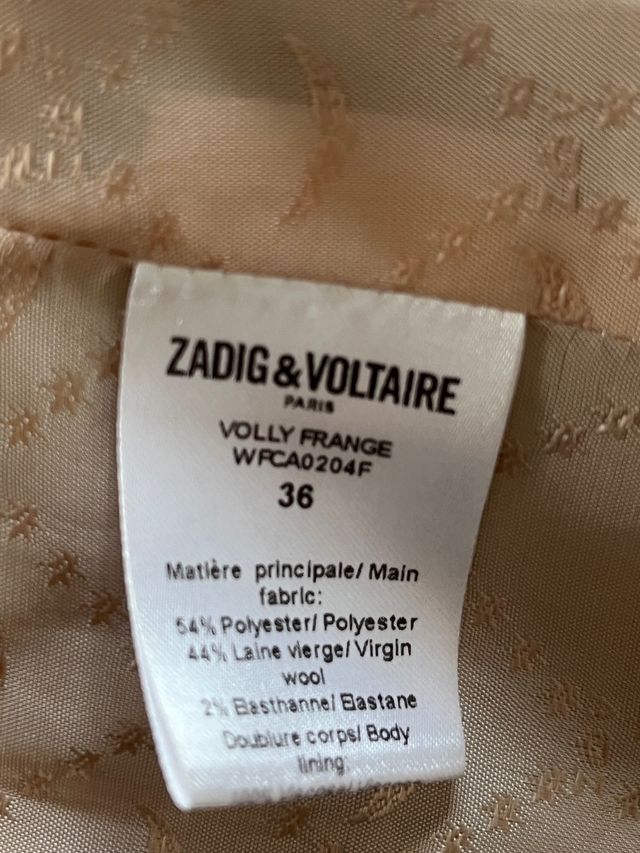 ZADIG&VOLTAIRE
PARIS
VOLLY FRANGE
WFCA0204F
36
Matière principale/ Main
fabric:
54% Polyester/ Polyester
44% Laine vierge/ Virgin
wool
2% Elasthanne/ Elastane
Doublure corps/ Body
lining: